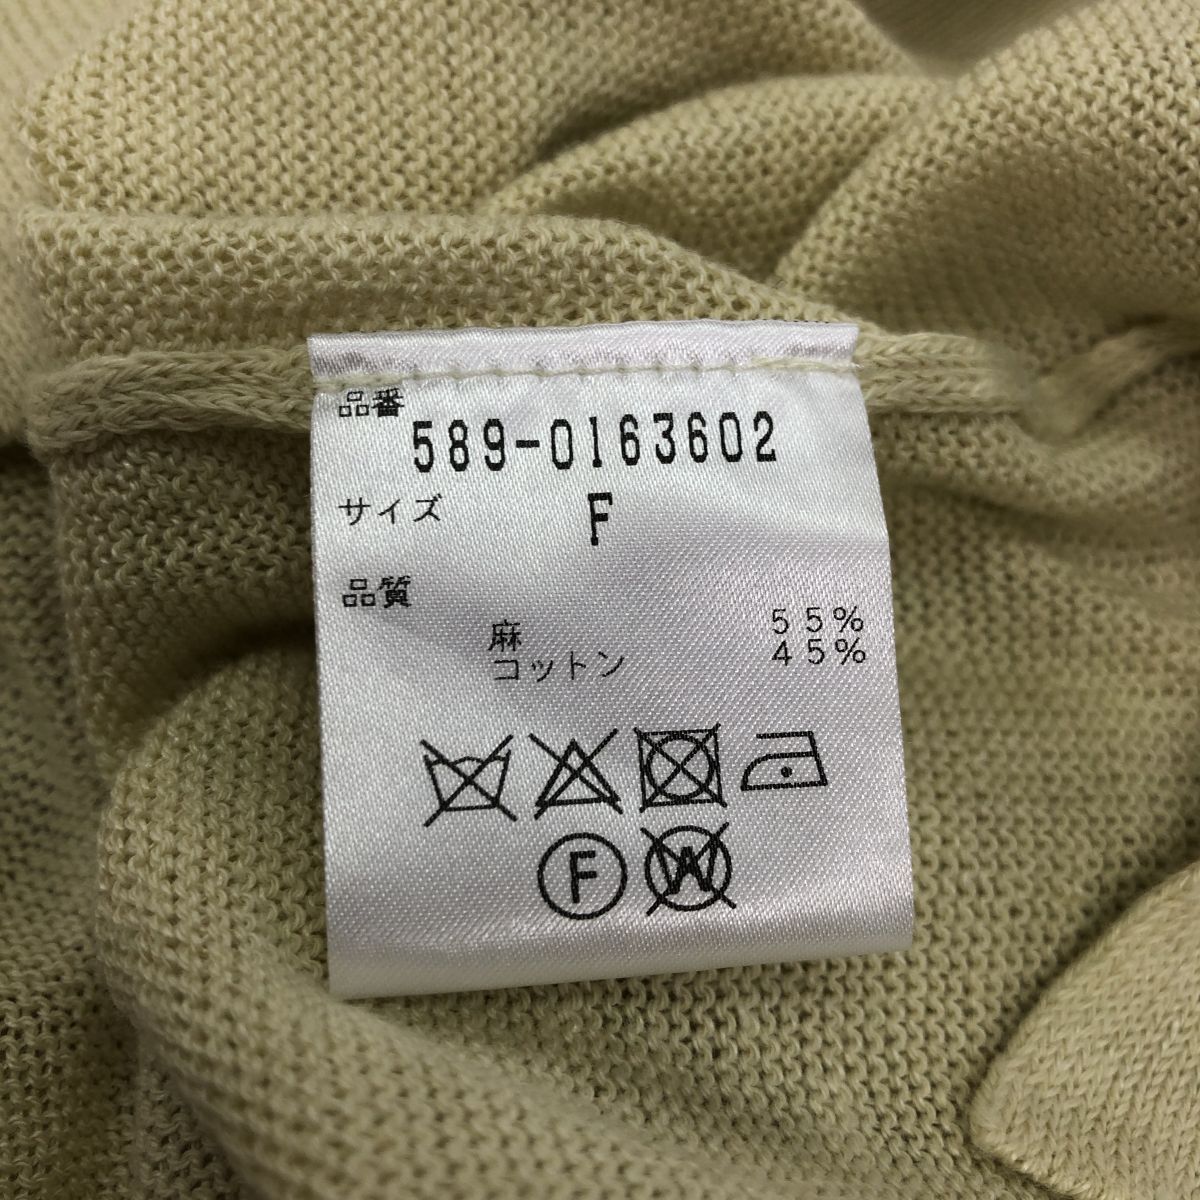 品番
589-0163602
サイズ F
品質
麻 55%
コットン 45%
F W